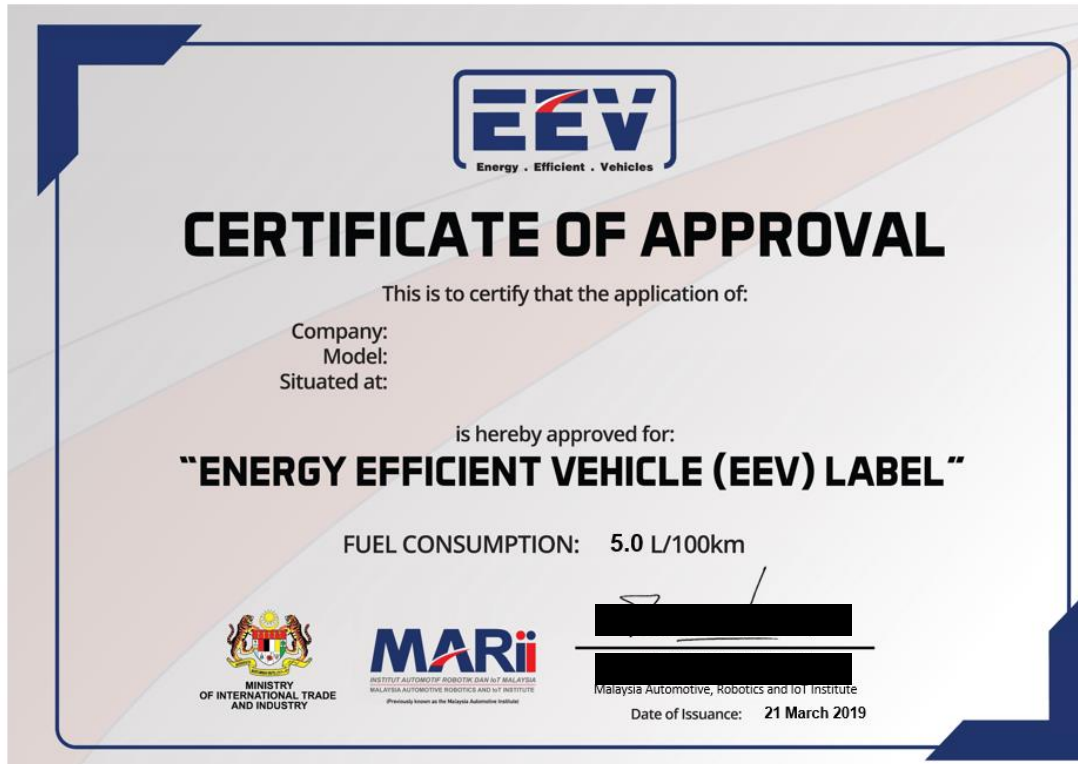 EEV
Energy . Efficient . Vehicles
CERTIFICATE OF APPROVAL
This is to certify that the application of:
Company:
Model:
Situated at:
is hereby approved for:
"ENERGY EFFICIENT VEHICLE (EEV) LABEL"
FUEL CONSUMPTION: 5.0 L/100km
MINISTRY
OF INTERNATIONAL TRADE
AND INDUSTRY
MARii
INSTITUT AUTOMOTIF ROBOTIK DAN IoT MALAYSIA
MALAYSIA AUTOMOTIVE ROBOTICS AND IoT INSTITUTE
(Previously known as the Malaysia Automotive Institute)
Malaysia Automotive, Robotics and IoT Institute
Date of Issuance: 21 March 2019